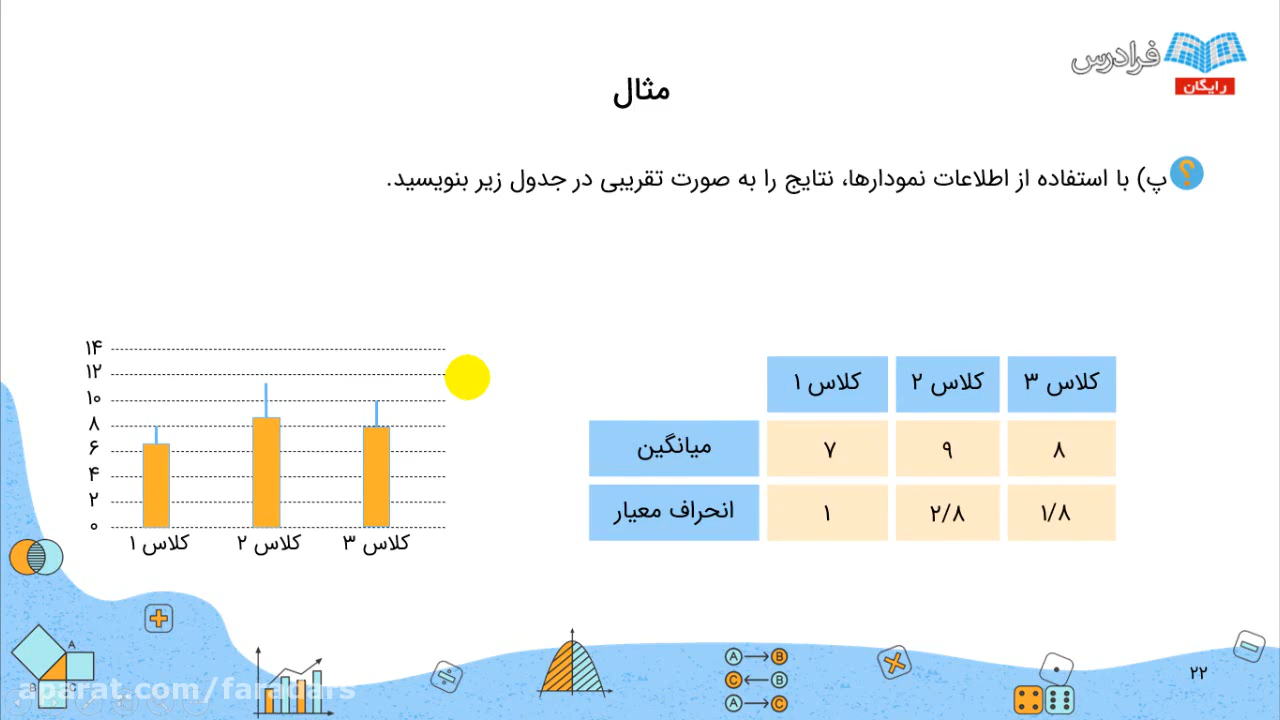 فرادرس
رایگان
مثال
؟
پ) با استفاده از اطلاعات نمودارها، نتایج را به صورت تقریبی در جدول زیر بنویسید.
۱۴
۱۲
۱۰
۸
۶
۴
۲
۰
کلاس ۱ کلاس ۲ کلاس ۳
کلاس ۱ کلاس ۲ کلاس ۳
میانگین ۷ ۹ ۸
انحراف معیار ۱ ۲/۸ ۱/۸
A
B
A B
C B
A C
۲۲
aparat.com/faradars